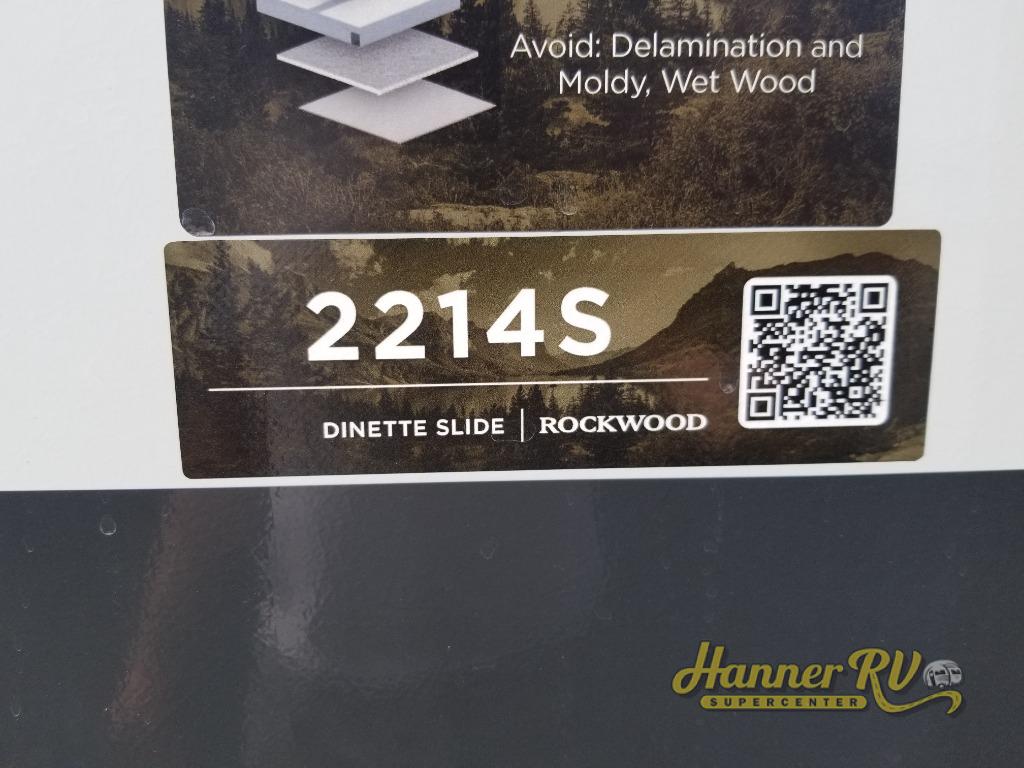 Avoid: Delamination and
Moldy, Wet Wood
2214S
DINETTE SLIDE | ROCKWOOD
Hanner RV
SUPERCENTER